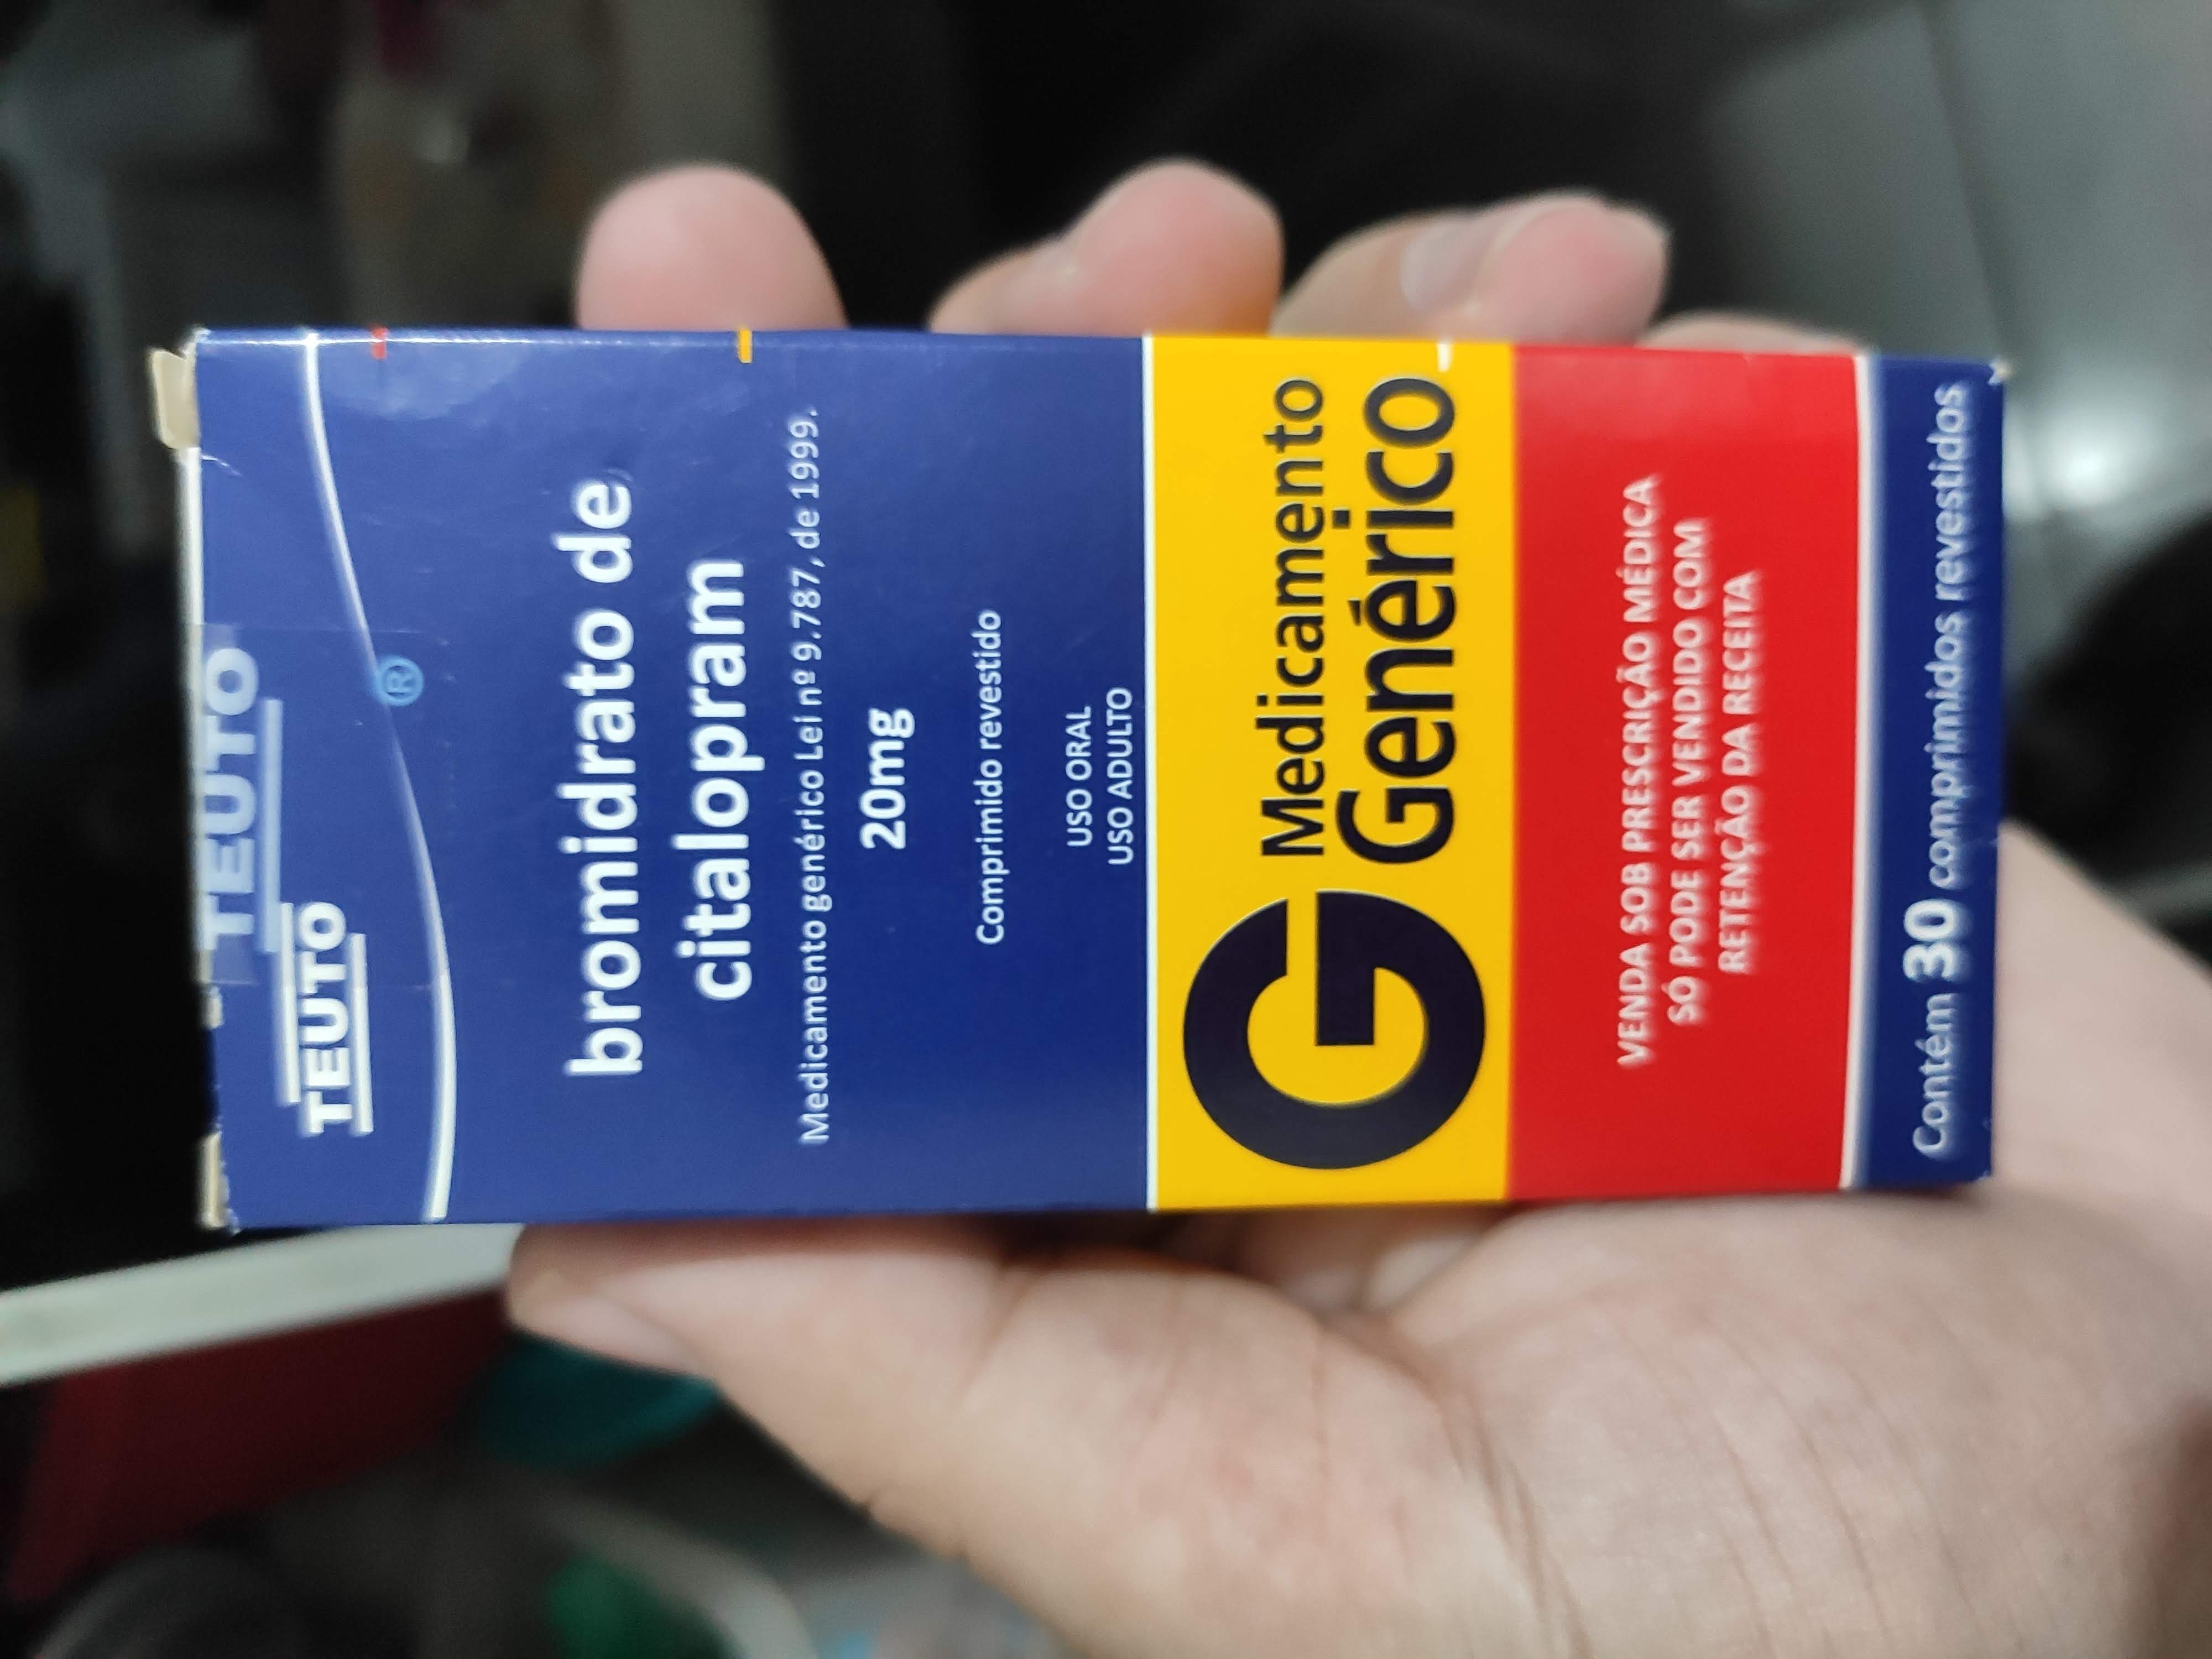 TEUTO
TEUTO
®
bromidrato de
citalopram
Medicamento genérico Lei nº 9.787, de 1999.
20mg
Comprimido revestido
USO ORAL
USO ADULTO
G Medicamento
Genérico
VENDA SOB PRESCRIÇÃO MÉDICA
SÓ PODE SER VENDIDO COM
RETENÇÃO DA RECEITA
Contém 30 comprimidos revestidos